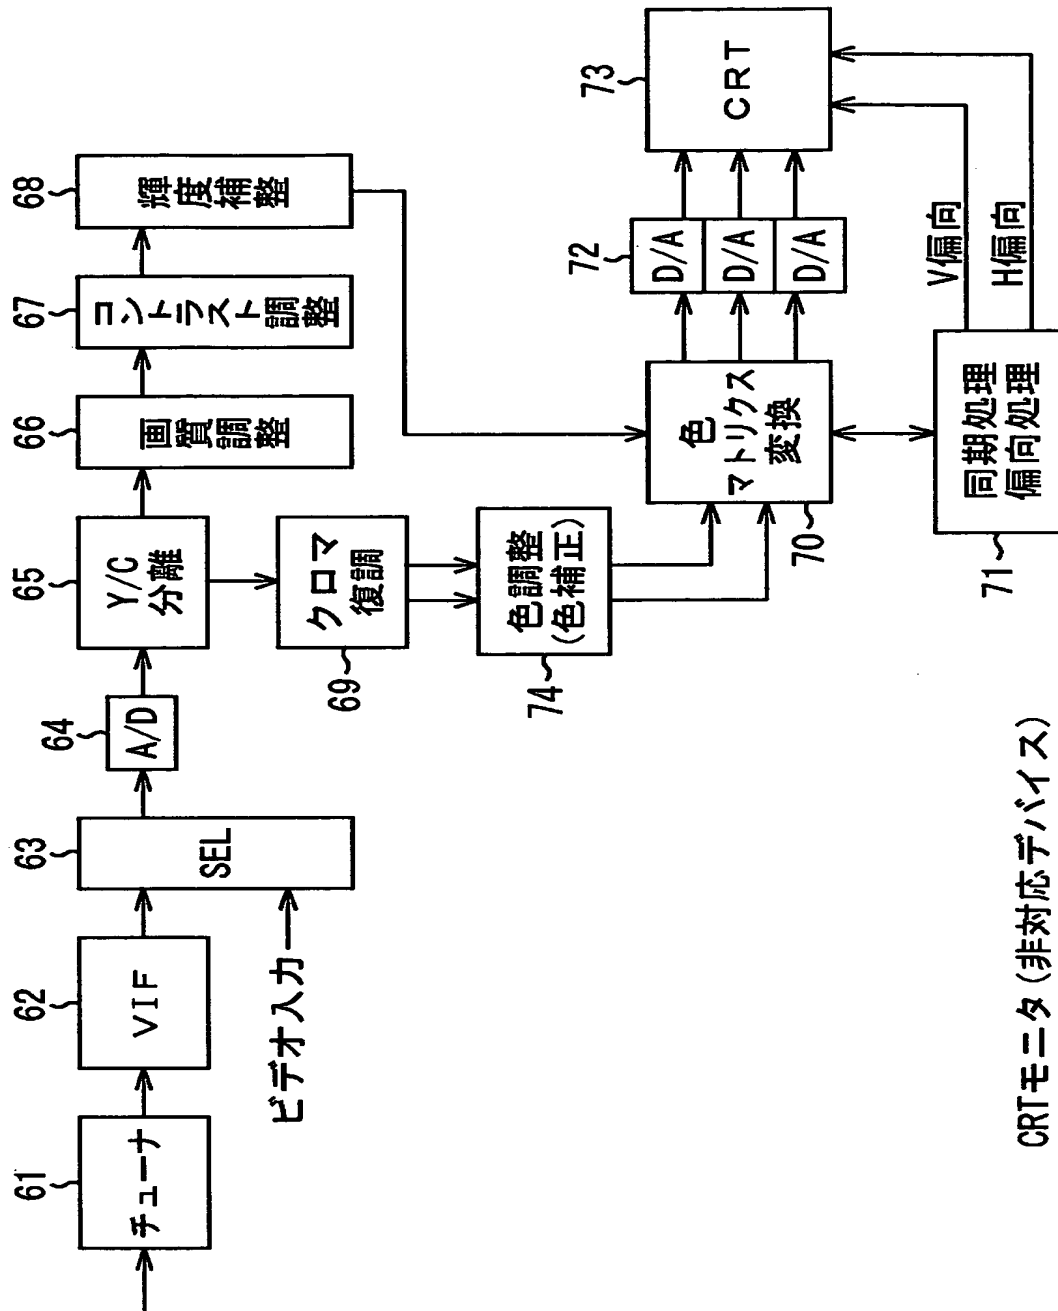 61
チューナ
62
VIF
63
SEL
ビデオ入力
64
A/D
65
Y/C
分離
66
画質調整
67
コントラスト調整
68
輝度補整
69
クロマ
復調
74
色調整
(色補正)
70
色
マトリクス
変換
72
D/A
D/A
D/A
73
CRT
V偏向
H偏向
71
同期処理
偏向処理
CRTモニタ(非対応デバイス)